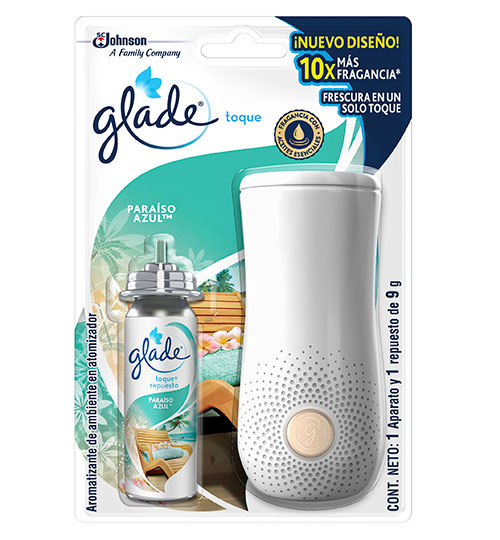 SC Johnson
A Family Company
¡NUEVO DISEÑO!
10x MÁS
FRAGANCIA*
FRESCURA EN UN
SOLO TOQUE
glade®
toque
FRAGANCIA CON
ACEITES ESENCIALES
PARAÍSO
AZUL™
glade
toque®
repuesto
PARAÍSO
AZUL™
g
Aromatizante de ambiente en atomizador
CONT. NETO: 1 Aparato y 1 repuesto de 9 g